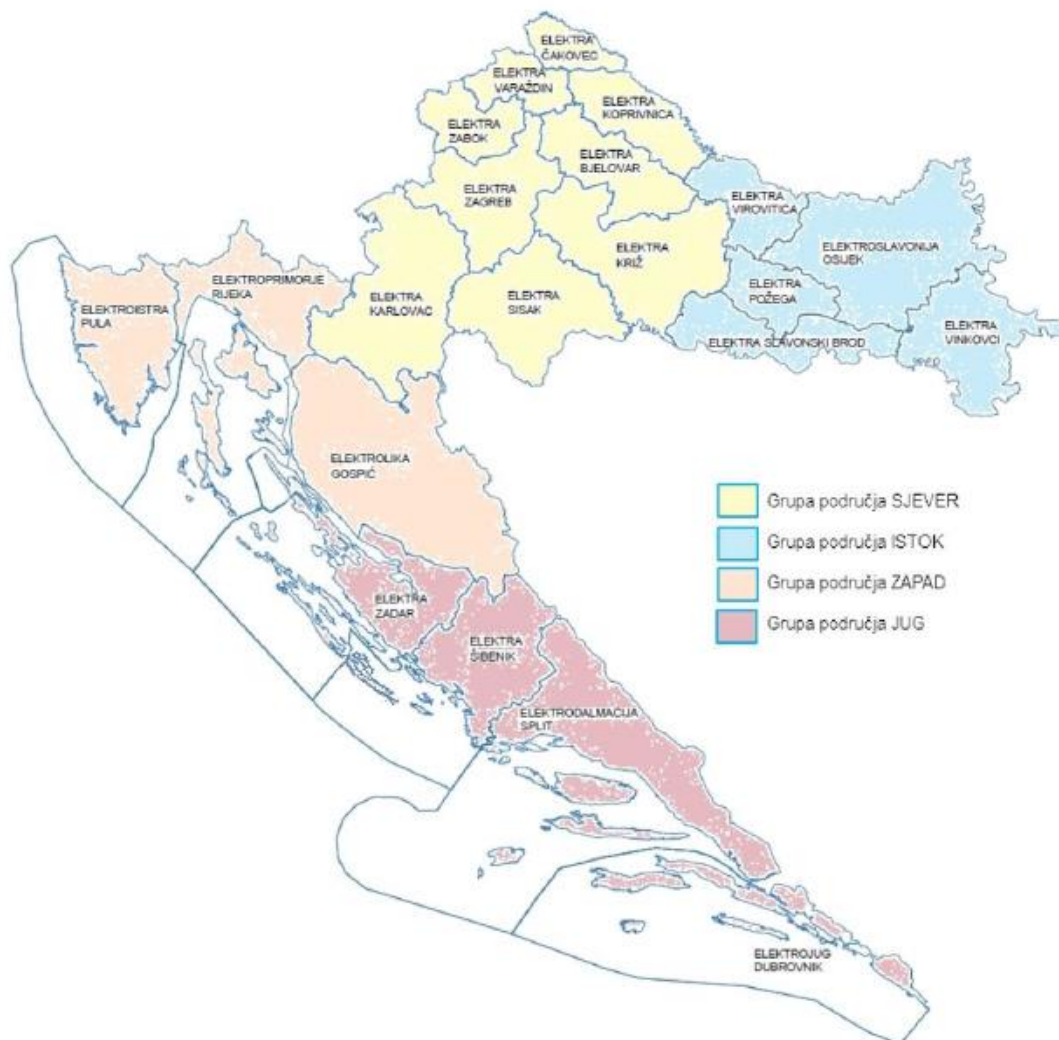 ELEKTRA
ČAKOVEC
ELEKTRA
VARAŽDIN
ELEKTRA
KOPRIVNICA
ELEKTRA
ZABOK
ELEKTRA
BJELOVAR
ELEKTRA
ZAGREB
ELEKTRA
VIROVITICA
ELEKTROSLAVONIJA
OSIJEK
ELEKTRA
KRIŽ
ELEKTROPRIMORJE
RIJEKA
ELEKTROISTRA
PULA
ELEKTRA
KARLOVAC
ELEKTRA
SISAK
ELEKTRA
POŽEGA
ELEKTRA SLAVONSKI BROD
ELEKTRA
VINKOVCI
ELEKTROLIKA
GOSPIĆ
Grupa područja SJEVER
Grupa područja ISTOK
Grupa područja ZAPAD
Grupa područja JUG
ELEKTRA
ZADAR
ELEKTRA
ŠIBENIK
ELEKTRODALMACIJA
SPLIT
ELEKTROJUG
DUBROVNIK